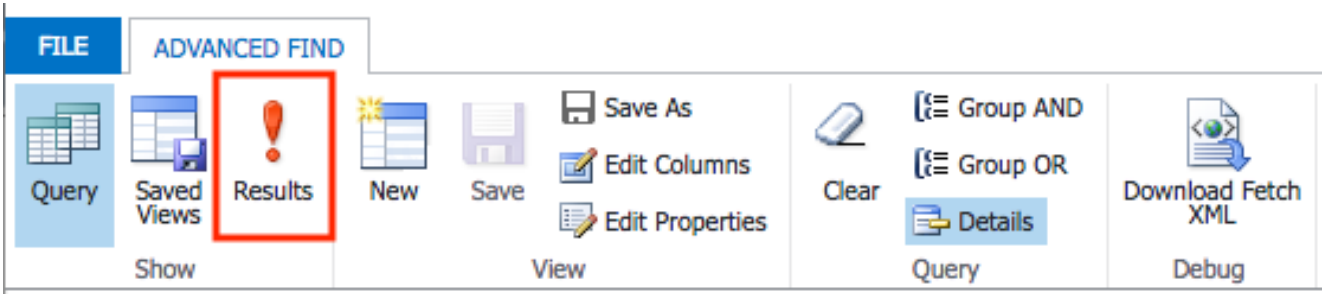 FILE
ADVANCED FIND
Query
Saved
Views
Results
New
Save
Save As
Edit Columns
Edit Properties
Clear
Group AND
Group OR
Details
Download Fetch
XML
Show
View
Query
Debug